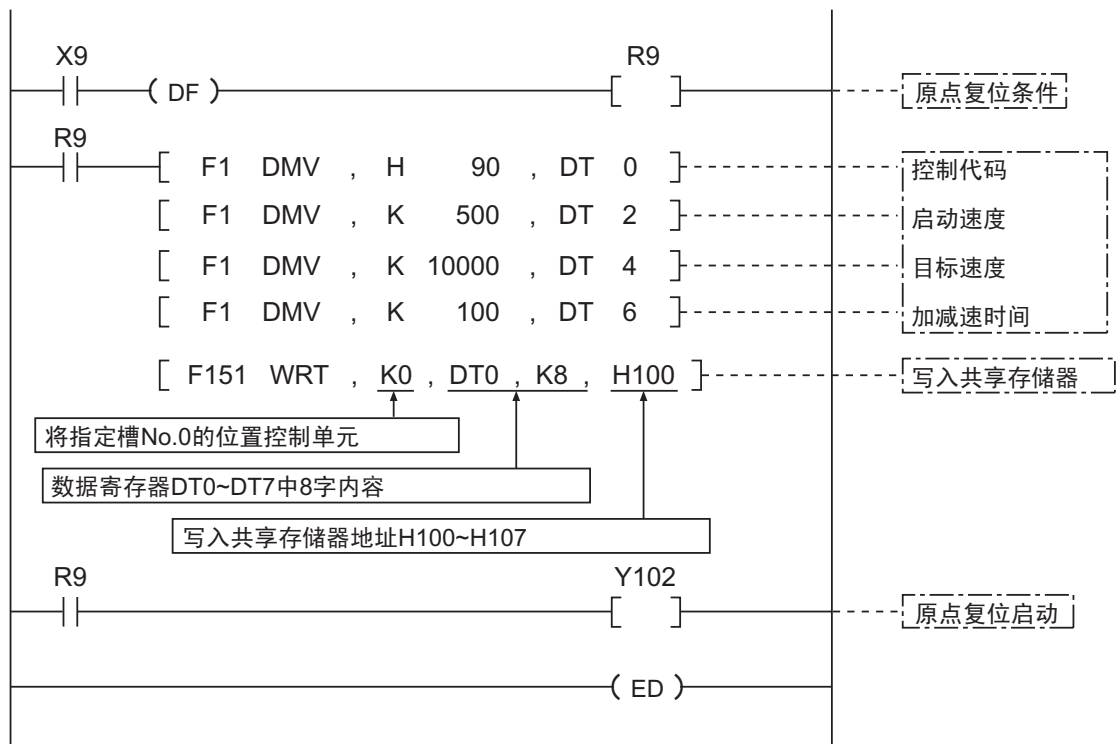 X9 R9
( DF ) [ ] 原点复位条件
R9
[ F1 DMV , H 90 , DT 0 ] 控制代码
[ F1 DMV , K 500 , DT 2 ] 启动速度
[ F1 DMV , K 10000 , DT 4 ] 目标速度
[ F1 DMV , K 100 , DT 6 ] 加减速时间
[ F151 WRT , K0 , DT0 , K8 , H100 ] 写入共享存储器
将指定槽No.0的位置控制单元
数据寄存器DT0~DT7中8字内容
写入共享存储器地址H100~H107
R9 Y102
[ ] 原点复位启动
( ED )